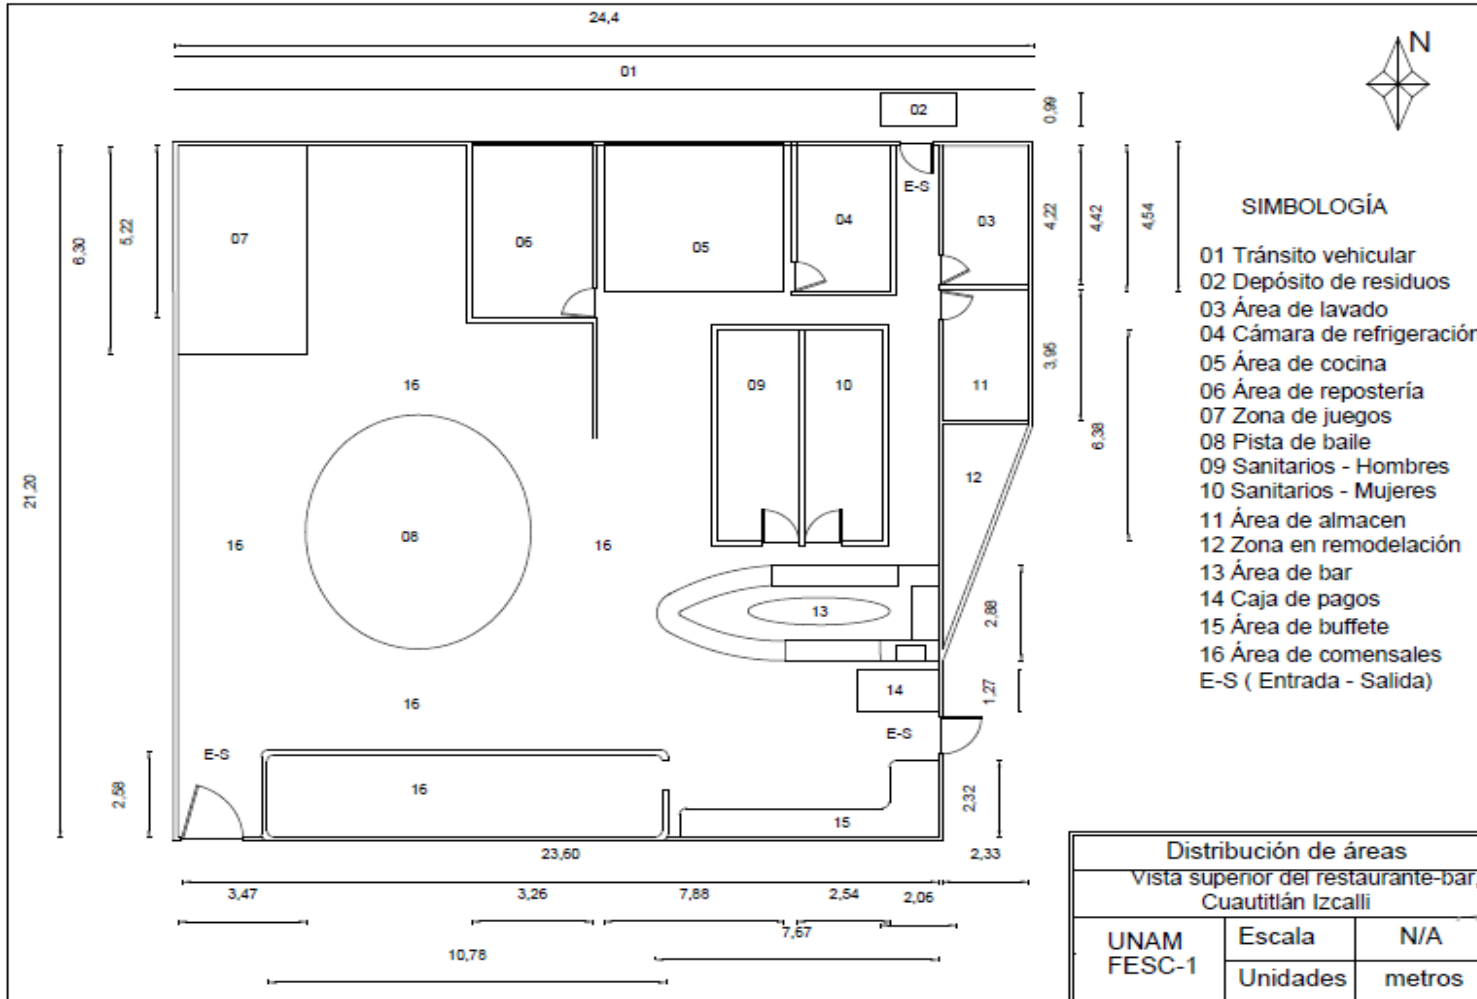 24,4
01
N
02
0,99
E-S
03
04
05
06
07
5,22
6,30
4,22
4,42
4,54
SIMBOLOGÍA
01 Tránsito vehicular
02 Depósito de residuos
03 Área de lavado
04 Cámara de refrigeración
05 Área de cocina
06 Área de repostería
07 Zona de juegos
08 Pista de baile
09 Sanitarios - Hombres
10 Sanitarios - Mujeres
11 Área de almacen
12 Zona en remodelación
13 Área de bar
14 Caja de pagos
15 Área de buffete
16 Área de comensales
E-S ( Entrada - Salida)
16
09
10
11
3,95
6,38
12
21,20
16
08
16
13
2,88
14
1,27
16
E-S
E-S
2,58
16
15
2,32
23,60
2,33
3,47
3,26
7,88
2,54
2,06
7,67
10,78
Distribución de áreas
Vista superior del restaurante-bar,
Cuautitlán Izcalli
UNAM
FESC-1
Escala
N/A
Unidades
metros